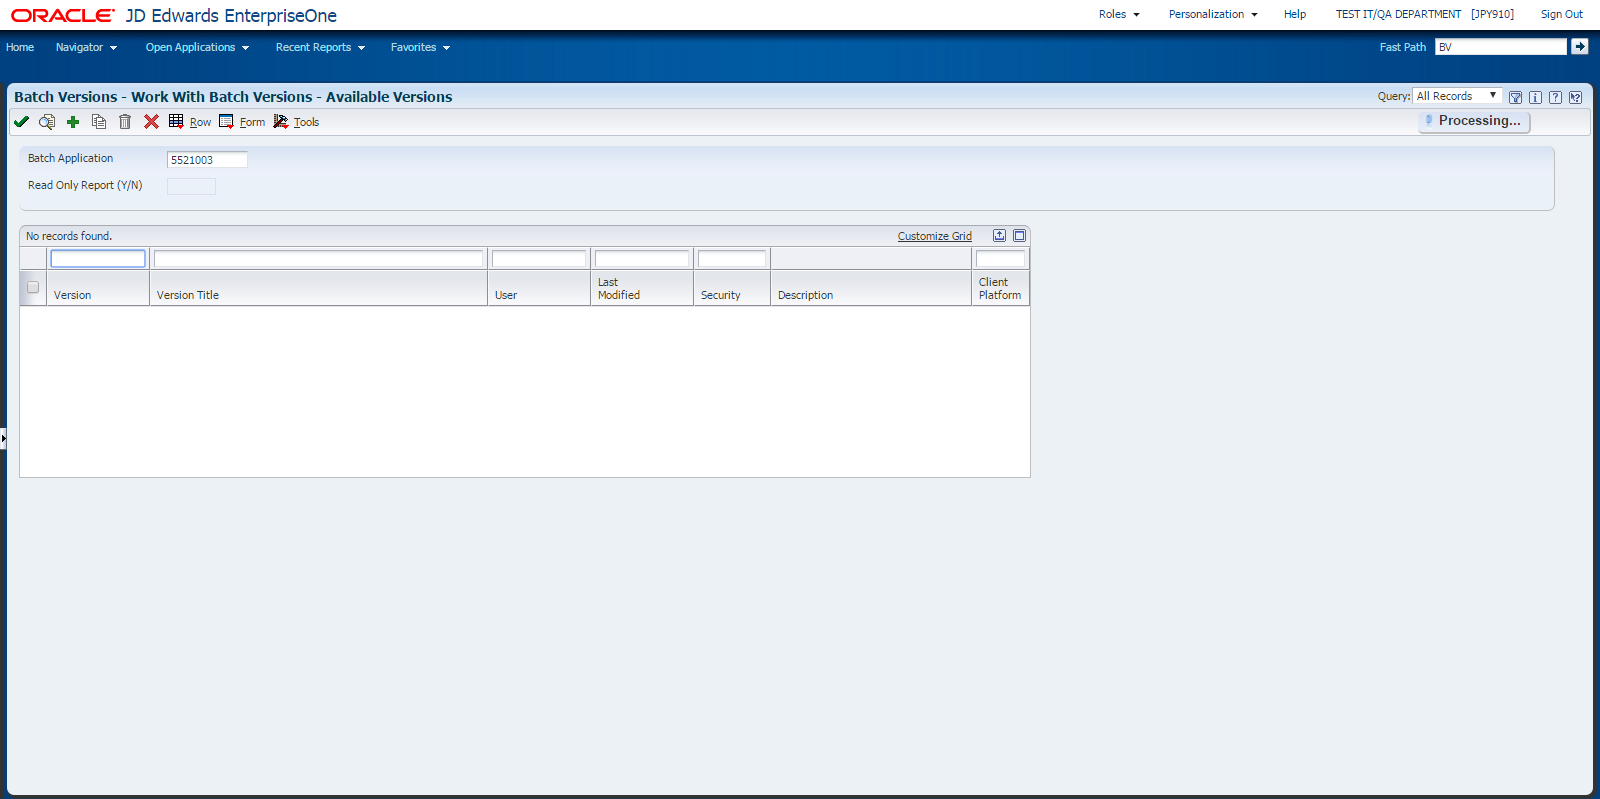 ORACLE JD Edwards EnterpriseOne
Roles Personalization Help TEST IT/QA DEPARTMENT [JPY910] Sign Out
Home Navigator Open Applications Recent Reports Favorites Fast Path BV
Batch Versions - Work With Batch Versions - Available Versions Query: All Records
Row Form Tools Processing...
Batch Application 5521003
Read Only Report (Y/N)
No records found. Customize Grid
Version Version Title User Last Modified Security Description Client Platform